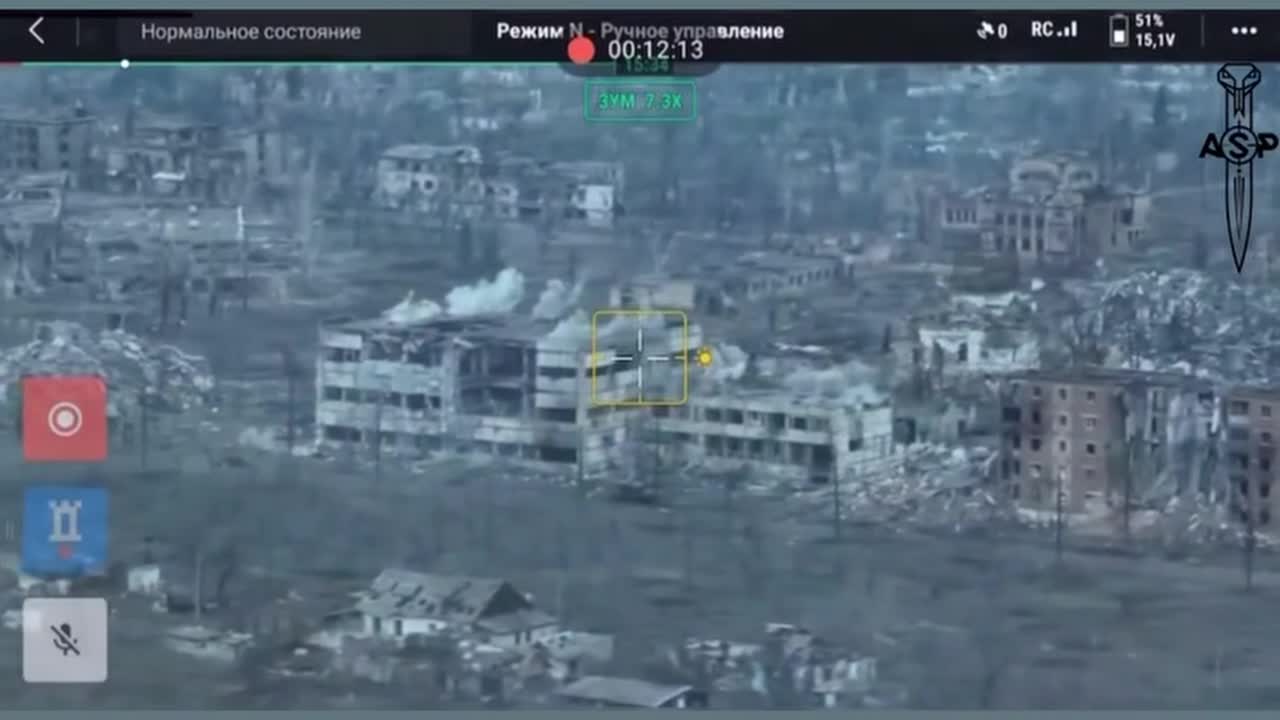 Нормальное состояние
Режим N - Ручное управление
0
RC
51%
15,1V
00:12:13
ЗУМ 7.3X
ASP